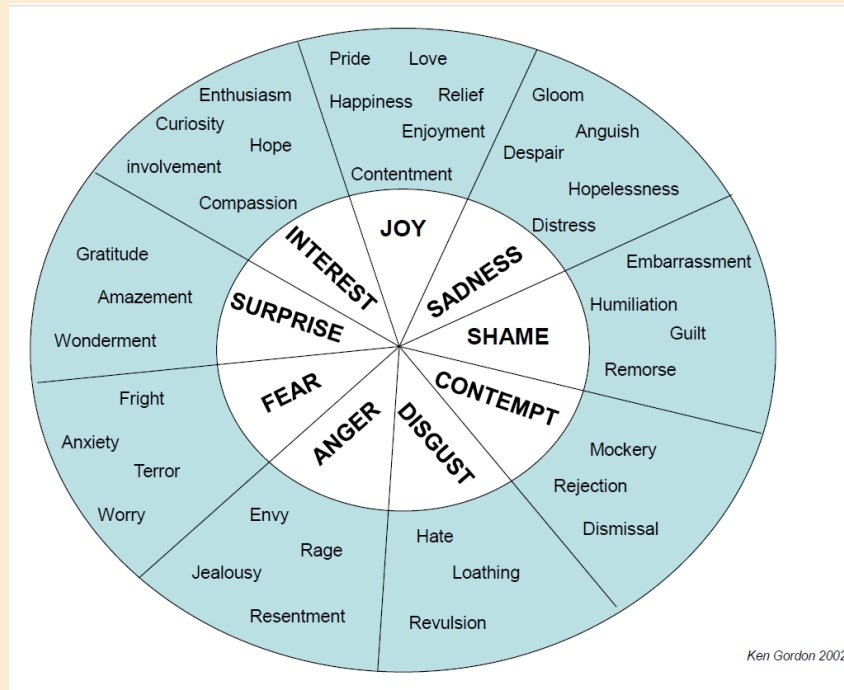 Pride Love
Happiness Relief
Enjoyment
Contentment
Gloom
Anguish
Despair
Hopelessness
Distress
Embarrassment
Humiliation
Guilt
Remorse
Mockery
Rejection
Dismissal
Hate
Loathing
Revulsion
Envy
Rage
Jealousy
Resentment
Fright
Anxiety
Terror
Worry
Gratitude
Amazement
Wonderment
Enthusiasm
Curiosity
Hope
involvement
Compassion
JOY
SADNESS
SHAME
CONTEMPT
DISGUST
ANGER
FEAR
SURPRISE
INTEREST
Ken Gordon 2002